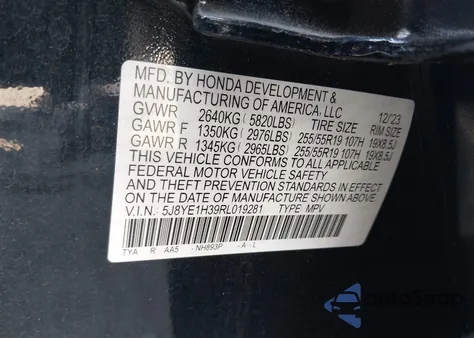 MFD. BY HONDA DEVELOPMENT &
MANUFACTURING OF AMERICA, LLC 12/23
GVWR 2640KG (5820LBS) TIRE SIZE RIM SIZE
GAWR F 1350KG (2976LBS) 255/55R19 107H 19X8.5J
GAWR R 1345KG (2965LBS) 255/55R19 107H 19X8.5J
THIS VEHICLE CONFORMS TO ALL APPLICABLE
FEDERAL MOTOR VEHICLE SAFETY STANDARDS
IN EFFECT ON THE DATE OF MANUFACTURE SHOWN ABOVE.
V.I.N.: 5J8YE1H39RL019281 TYPE: MPV
TYA R AA5 - NH893P - A - L
autoSnap